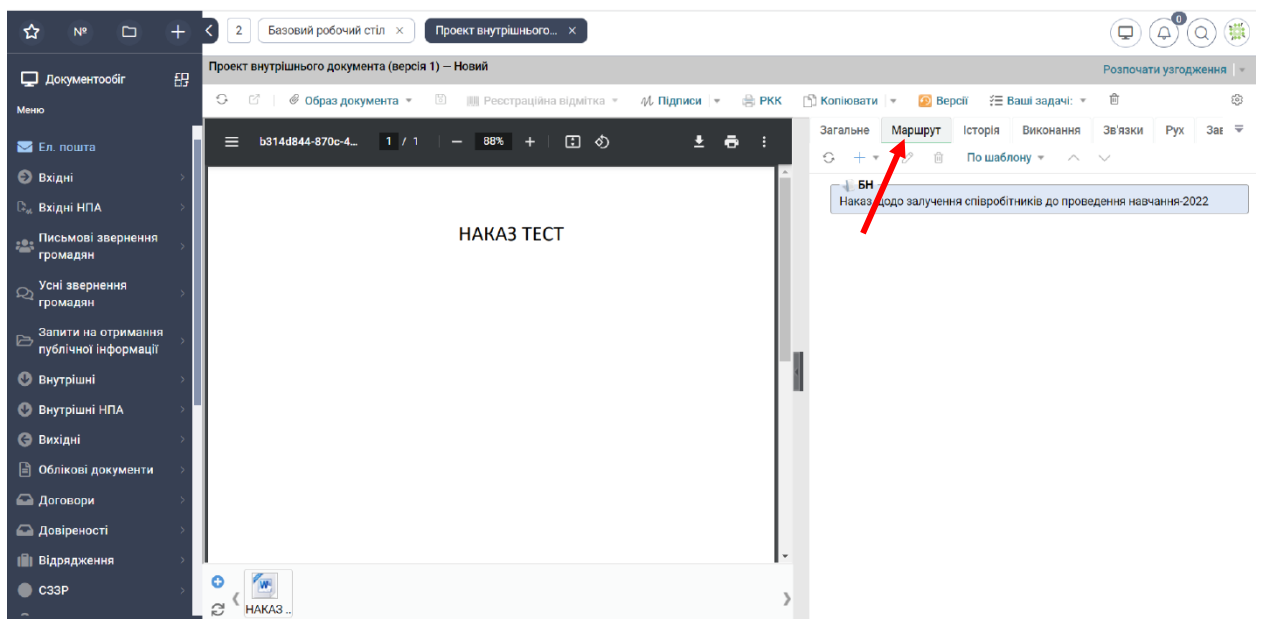 Nº
2
Базовий робочий стіл ×
Проект внутрішнього... ×
0
Документообіг
Меню
Ел. пошта
Вхідні
Вхідні НПА
Письмові звернення
громадян
Усні звернення
громадян
Запити на отримання
публічної інформації
Внутрішні
Внутрішні НПА
Вихідні
Облікові документи
Договори
Довіреності
Відрядження
СЗЗР
Проект внутрішнього документа (версія 1) — Новий
Розпочати узгодження
Образ документа
Реєстраційна відмітка
Підписи
РКК
Копіювати
Версії
Ваші задачі:
b314d844-870c-4... 1 / 1 — 88% +
НАКАЗ ТЕСТ
W
НАКАЗ ..
Загальне Маршрут Історія Виконання Зв'язки Рух Заг
По шаблону
БН
Наказ щодо залучення співробітників до проведення навчання-2022